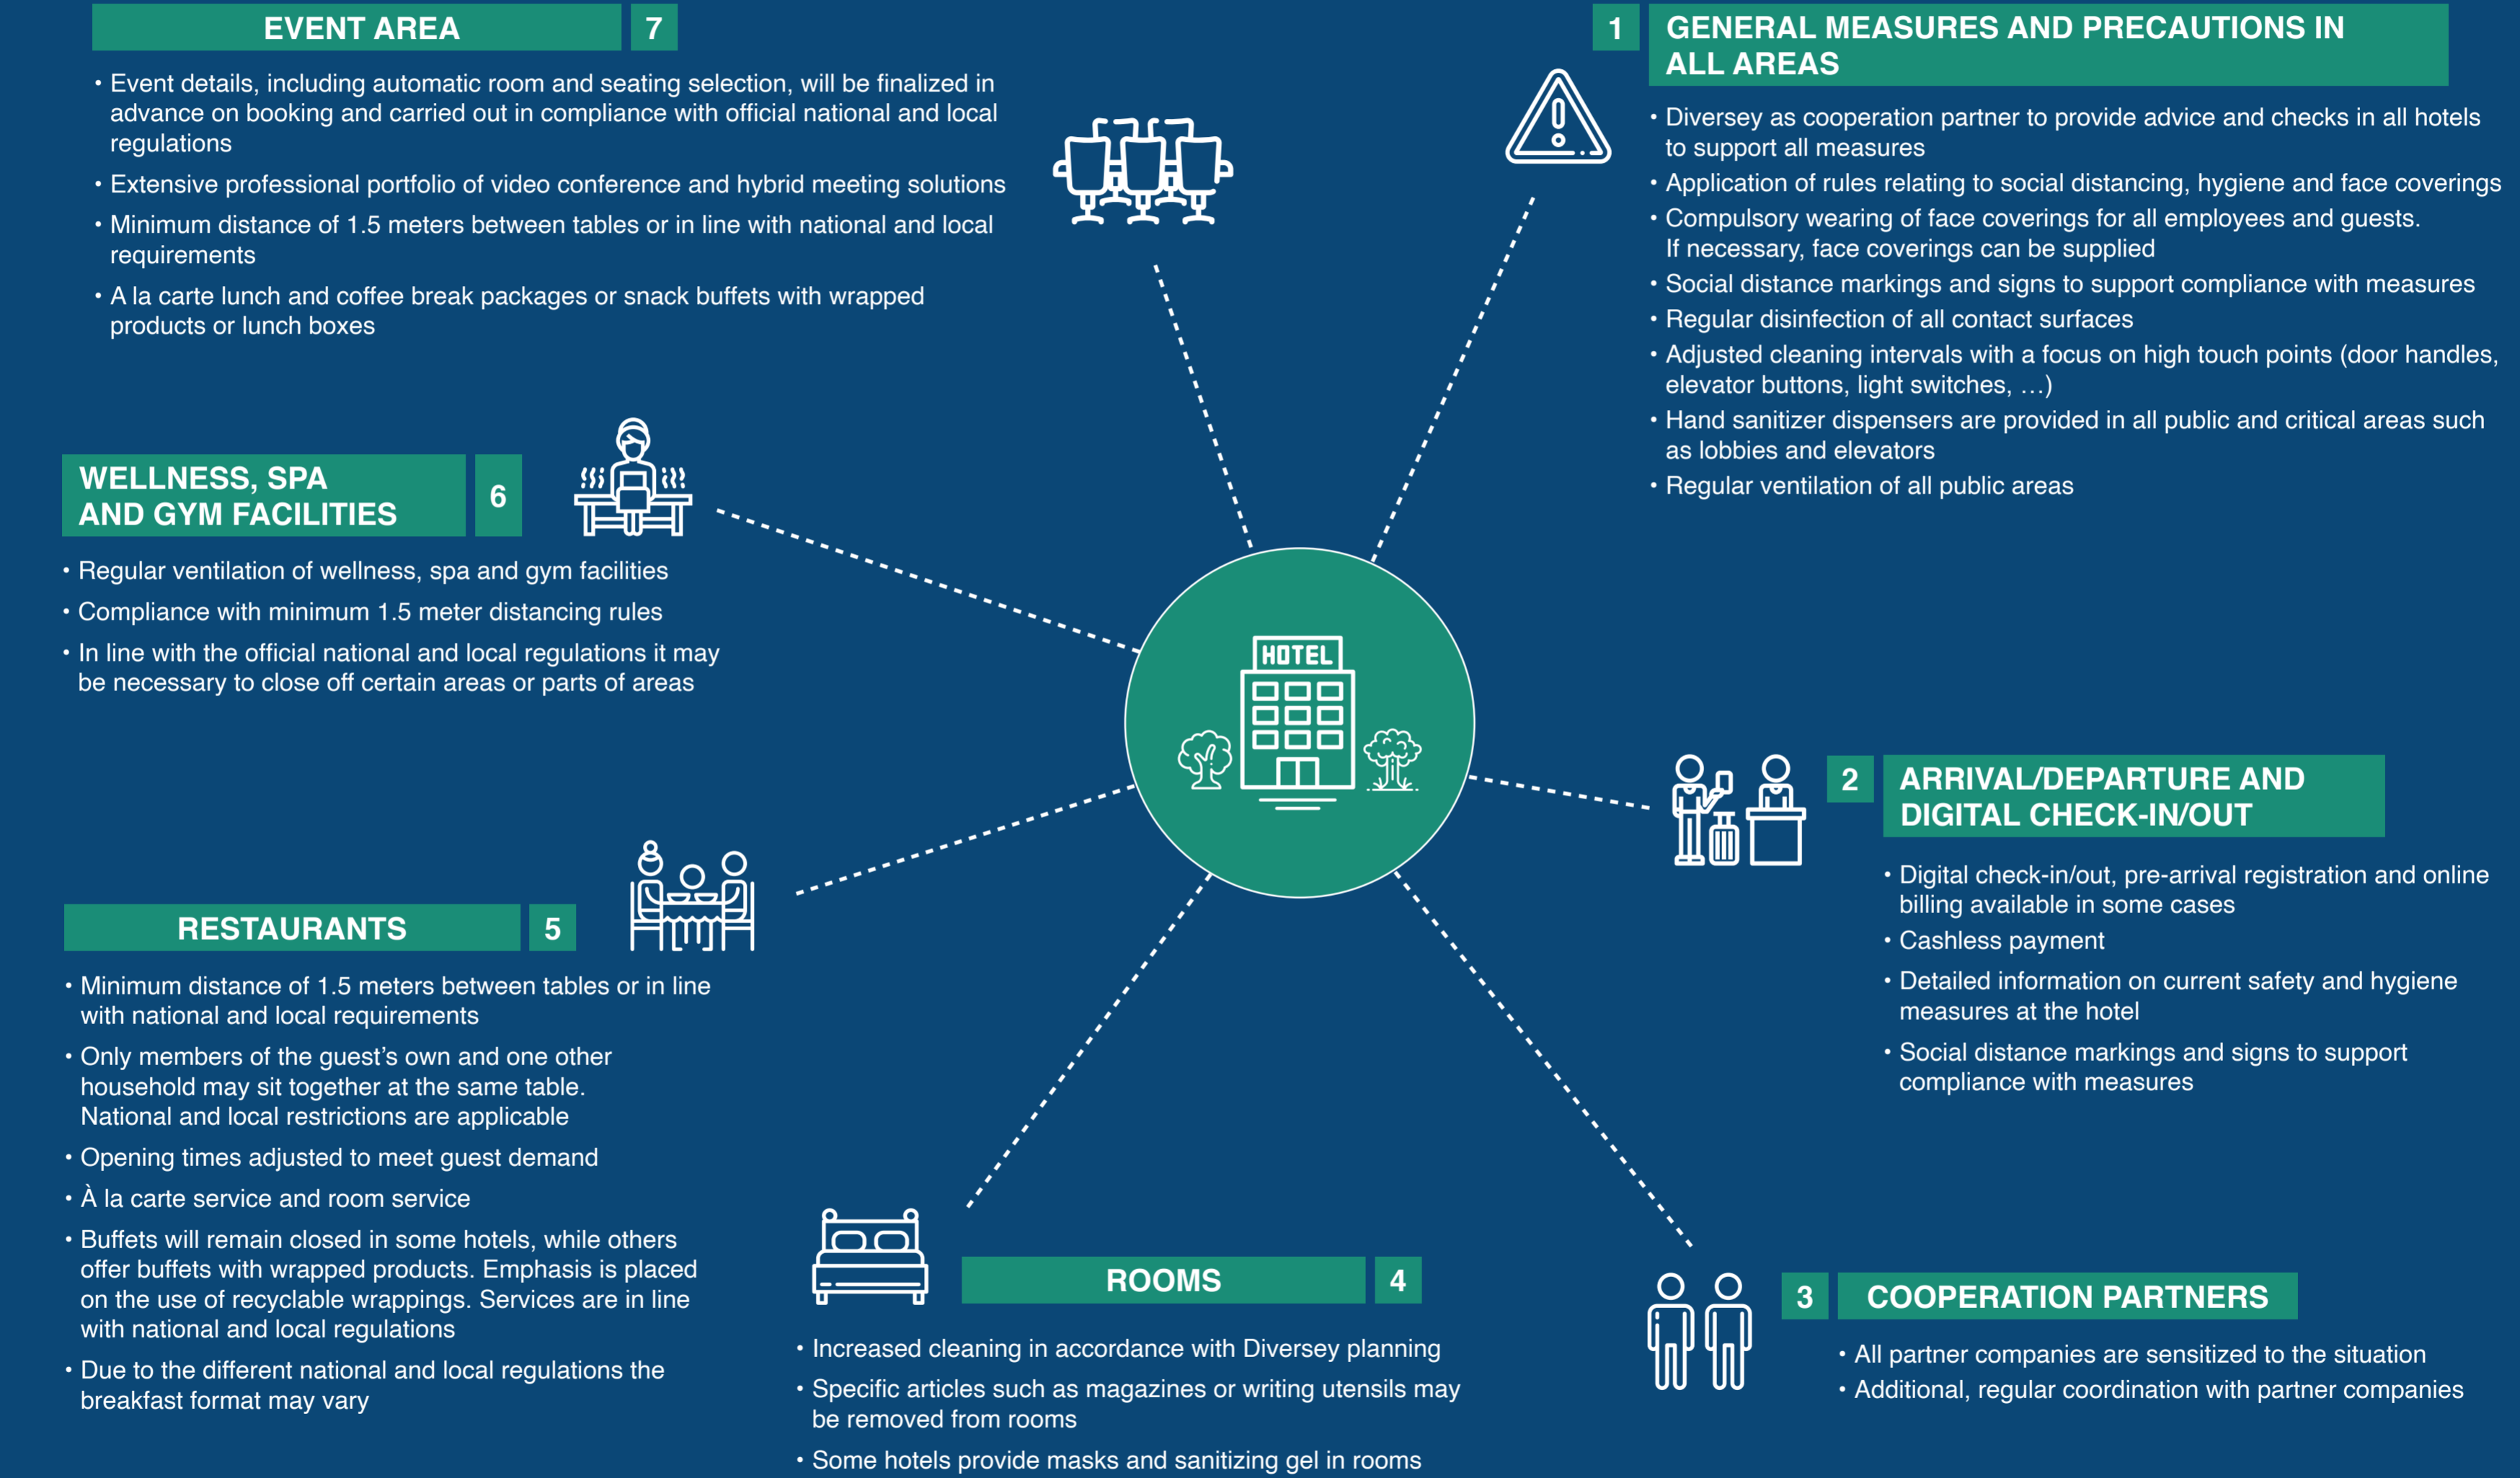 EVENT AREA
7
• Event details, including automatic room and seating selection, will be finalized in
advance on booking and carried out in compliance with official national and local
regulations
• Extensive professional portfolio of video conference and hybrid meeting solutions
• Minimum distance of 1.5 meters between tables or in line with national and local
requirements
• A la carte lunch and coffee break packages or snack buffets with wrapped
products or lunch boxes
1
GENERAL MEASURES AND PRECAUTIONS IN
ALL AREAS
• Diversey as cooperation partner to provide advice and checks in all hotels
to support all measures
• Application of rules relating to social distancing, hygiene and face coverings
• Compulsory wearing of face coverings for all employees and guests.
If necessary, face coverings can be supplied
• Social distance markings and signs to support compliance with measures
• Regular disinfection of all contact surfaces
• Adjusted cleaning intervals with a focus on high touch points (door handles,
elevator buttons, light switches, …)
• Hand sanitizer dispensers are provided in all public and critical areas such
as lobbies and elevators
• Regular ventilation of all public areas
WELLNESS, SPA
AND GYM FACILITIES
6
• Regular ventilation of wellness, spa and gym facilities
• Compliance with minimum 1.5 meter distancing rules
• In line with the official national and local regulations it may
be necessary to close off certain areas or parts of areas
HOTEL
2
ARRIVAL/DEPARTURE AND
DIGITAL CHECK-IN/OUT
• Digital check-in/out, pre-arrival registration and online
billing available in some cases
• Cashless payment
• Detailed information on current safety and hygiene
measures at the hotel
• Social distance markings and signs to support
compliance with measures
RESTAURANTS
5
• Minimum distance of 1.5 meters between tables or in line
with national and local requirements
• Only members of the guest’s own and one other
household may sit together at the same table.
National and local restrictions are applicable
• Opening times adjusted to meet guest demand
• À la carte service and room service
• Buffets will remain closed in some hotels, while others
offer buffets with wrapped products. Emphasis is placed
on the use of recyclable wrappings. Services are in line
with national and local regulations
• Due to the different national and local regulations the
breakfast format may vary
ROOMS
4
• Increased cleaning in accordance with Diversey planning
• Specific articles such as magazines or writing utensils may
be removed from rooms
• Some hotels provide masks and sanitizing gel in rooms
3
COOPERATION PARTNERS
• All partner companies are sensitized to the situation
• Additional, regular coordination with partner companies